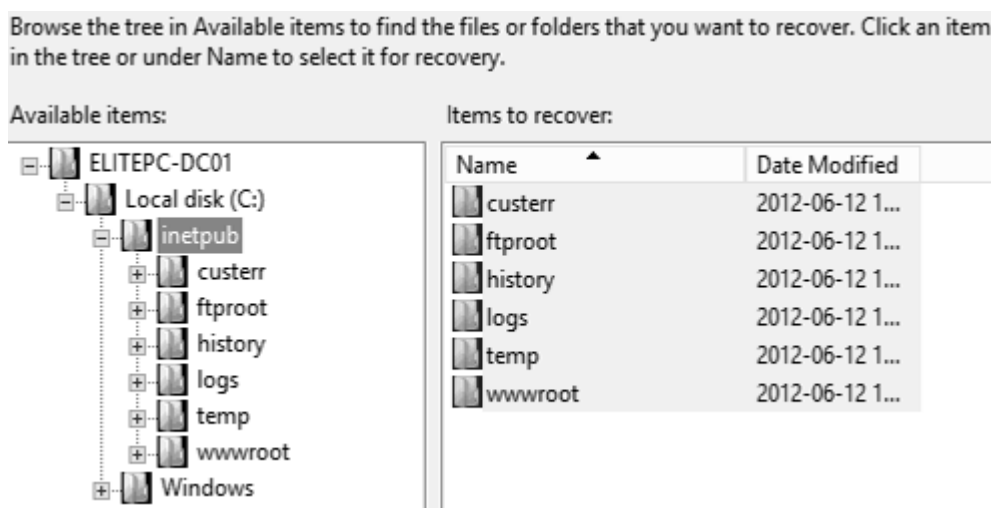 Browse the tree in Available items to find the files or folders that you want to recover. Click an item
in the tree or under Name to select it for recovery.
Available items:
ELITEPC-DC01
Local disk (C:)
inetpub
custerr
ftproot
history
logs
temp
wwwroot
Windows
Items to recover:
Name Date Modified
custerr 2012-06-12 1...
ftproot 2012-06-12 1...
history 2012-06-12 1...
logs 2012-06-12 1...
temp 2012-06-12 1...
wwwroot 2012-06-12 1...